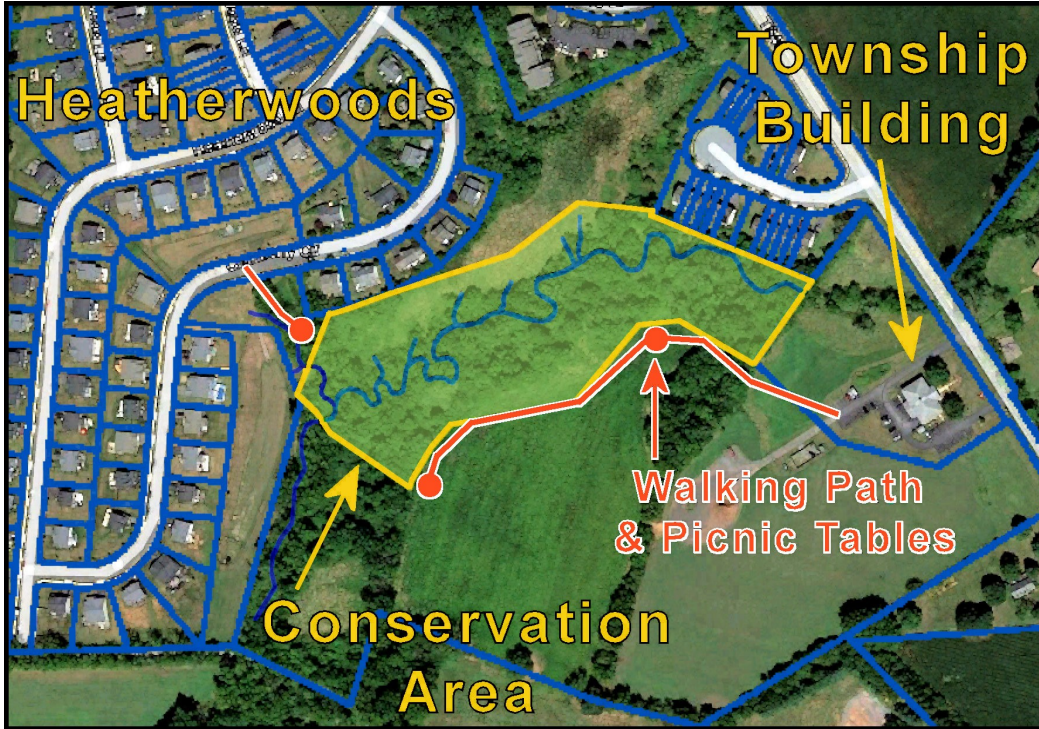 Heatherwoods
Township
Building
Walking Path
& Picnic Tables
Conservation
Area